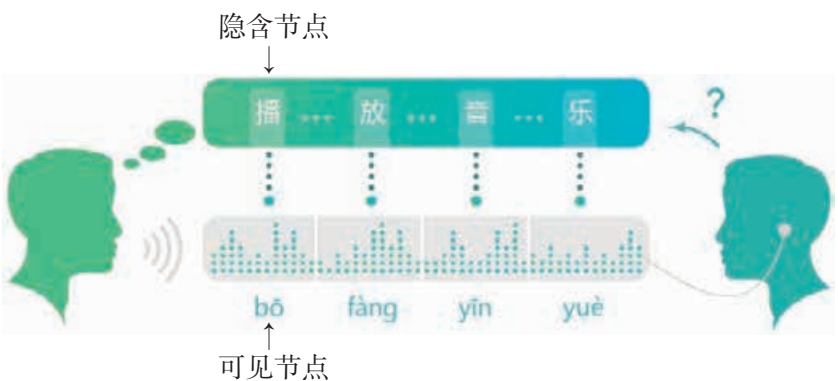 隐含节点
播 … 放 … 音 … 乐
?
bō fàng yīn yuè
可见节点